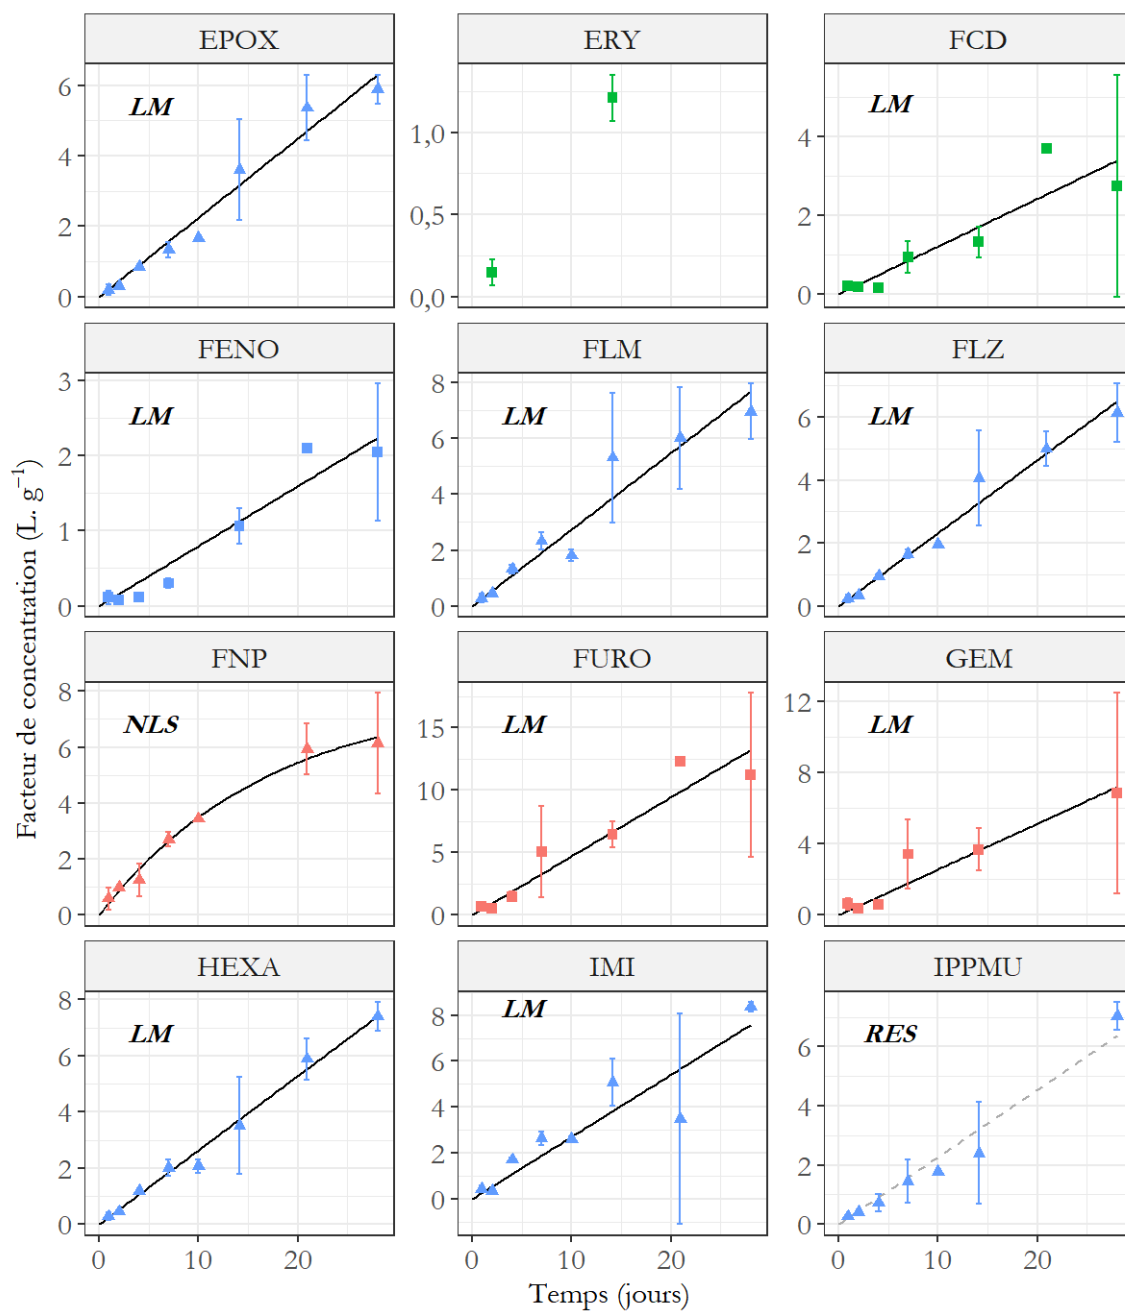 EPOX ERY FCD
6 LM
4
2
0
1,0
0,5
0,0
LM
4
2
0
FENO FLM FLZ
3 LM
2
1
0
8 LM
6
4
2
0
LM
6
4
2
0
Facteur de concentration (L. g⁻¹)
FNP FURO GEM
8 NLS
6
4
2
0
LM
15
10
5
0
12 LM
8
4
0
HEXA IMI IPPMU
8 LM
6
4
2
0
LM
8
6
4
2
0
RES
6
4
2
0
0 10 20 0 10 20 0 10 20
Temps (jours)